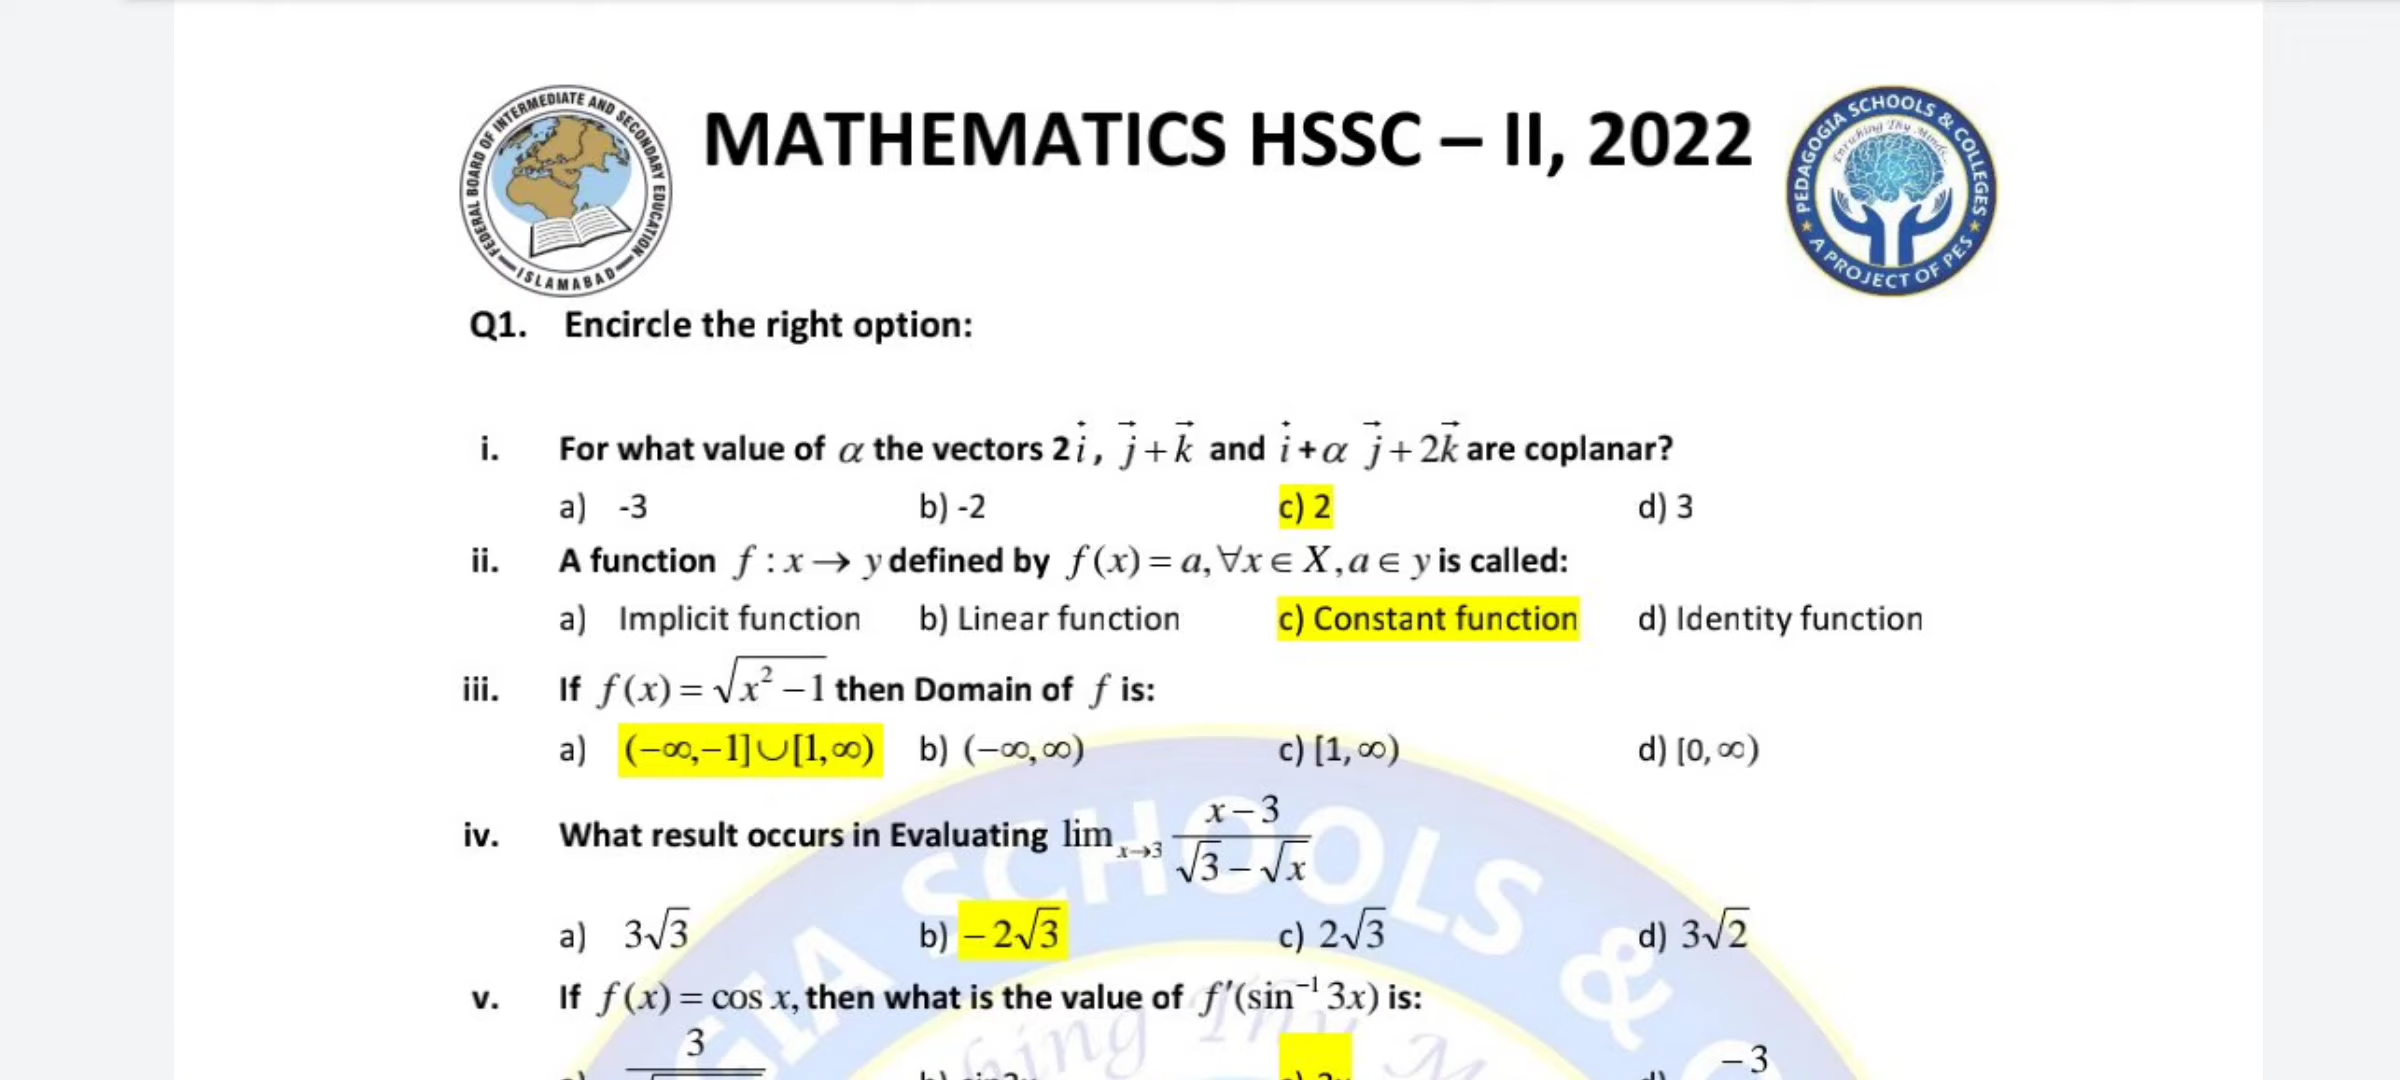 FEDERAL BOARD OF INTERMEDIATE AND SECONDARY EDUCATION
ISLAMABAD
MATHEMATICS HSSC – II, 2022
PEDAGOGIA SCHOOLS & COLLEGES
Enriching Thy Minds...
A PROJECT OF PES
Q1. Encircle the right option:
i. For what value of α the vectors 2i⃗, j⃗ + k⃗ and i⃗ + α j⃗ + 2k⃗ are coplanar?
a) -3 b) -2 c) 2 d) 3
ii. A function f : x → y defined by f(x) = a, ∀x ∈ X, a ∈ y is called:
a) Implicit function b) Linear function c) Constant function d) Identity function
iii. If f(x) = √(x² − 1) then Domain of f is:
a) (−∞,−1]∪[1,∞) b) (−∞,∞) c) [1,∞) d) [0,∞)
iv. What result occurs in Evaluating lim x→3 (x − 3)/(√3 − √x)
a) 3√3 b) − 2√3 c) 2√3 d) 3√2
v. If f(x) = cos x, then what is the value of f′(sin⁻¹ 3x) is:
3 − 3